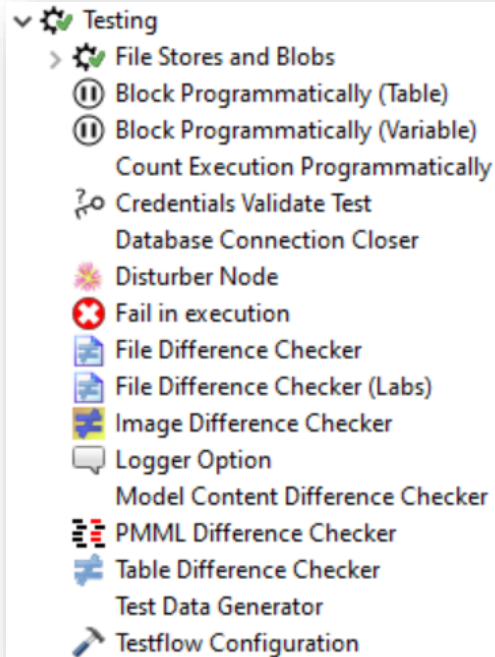 Testing
File Stores and Blobs
Block Programmatically (Table)
Block Programmatically (Variable)
Count Execution Programmatically
Credentials Validate Test
Database Connection Closer
Disturber Node
Fail in execution
File Difference Checker
File Difference Checker (Labs)
Image Difference Checker
Logger Option
Model Content Difference Checker
PMML Difference Checker
Table Difference Checker
Test Data Generator
Testflow Configuration